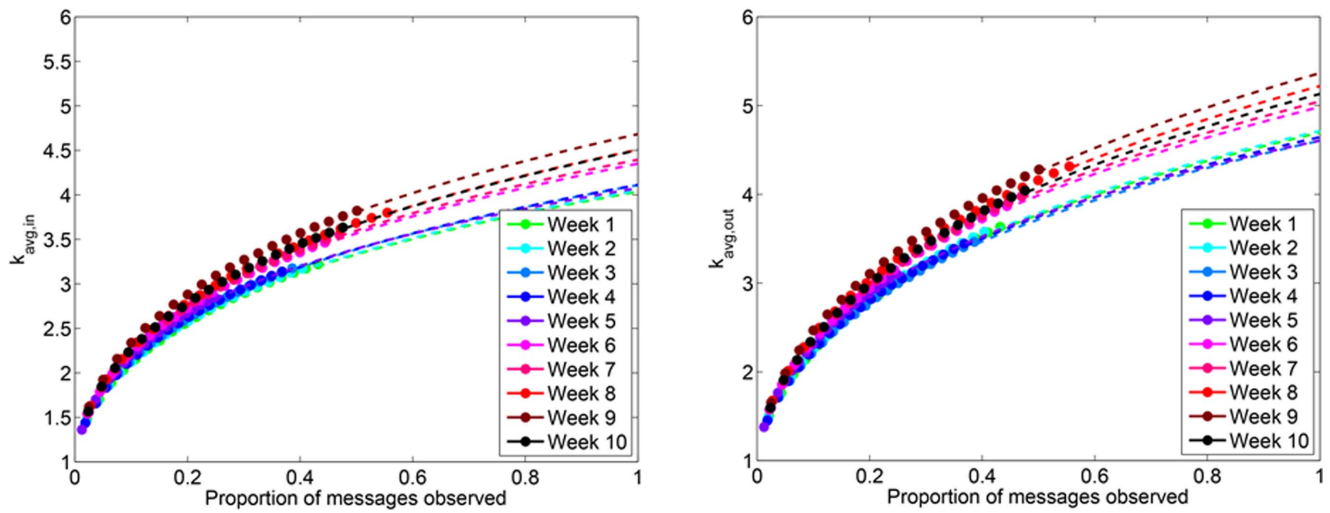 6
5.5
5
4.5
4
3.5
3
2.5
2
1.5
1
k avg,in
0 0.2 0.4 0.6 0.8 1
Proportion of messages observed
Week 1
Week 2
Week 3
Week 4
Week 5
Week 6
Week 7
Week 8
Week 9
Week 10
6
5
4
3
2
1
k avg,out
0 0.2 0.4 0.6 0.8 1
Proportion of messages observed
Week 1
Week 2
Week 3
Week 4
Week 5
Week 6
Week 7
Week 8
Week 9
Week 10